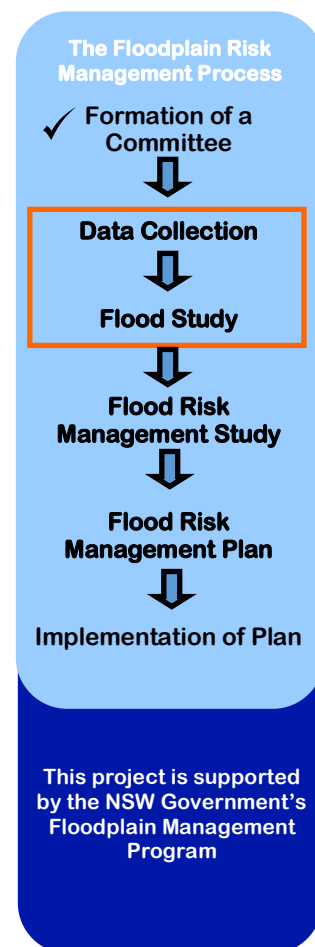 The Floodplain Risk
Management Process
Formation of a
Committee
Data Collection
Flood Study
Flood Risk
Management Study
Flood Risk
Management Plan
Implementation of Plan
This project is supported
by the NSW Government’s
Floodplain Management
Program